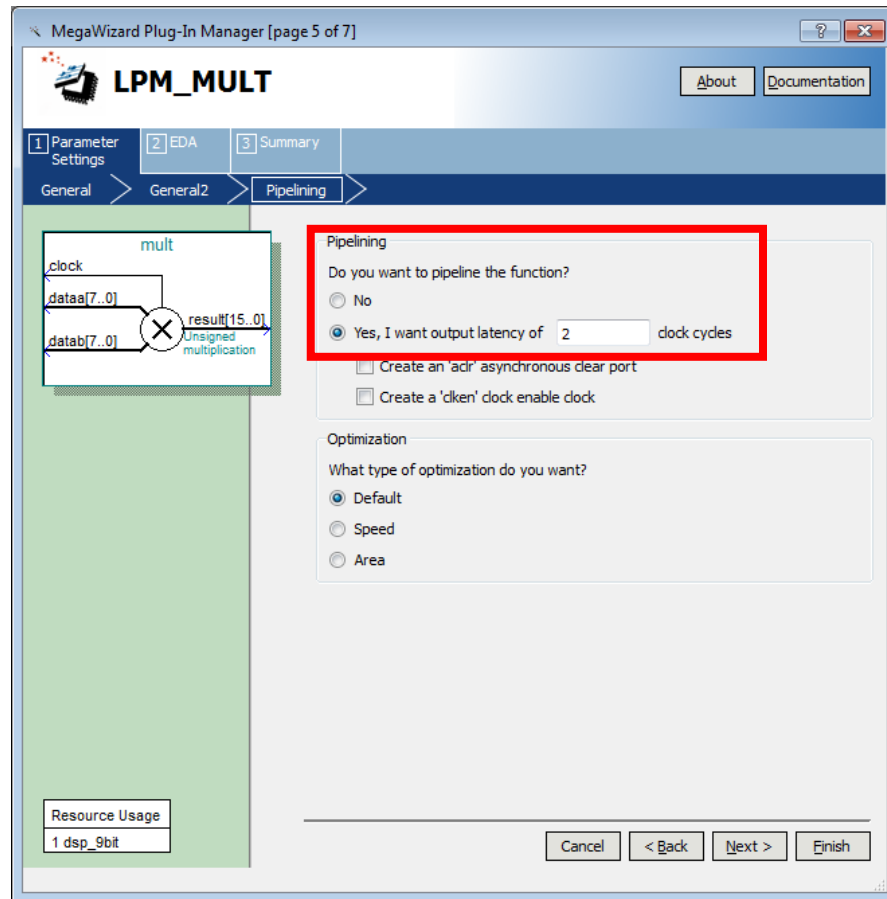 MegaWizard Plug-In Manager [page 5 of 7]
LPM_MULT
About
Documentation
1 Parameter Settings
2 EDA
3 Summary
General
General2
Pipelining
mult
clock
dataa[7..0]
datab[7..0]
result[15..0]
Unsigned
multiplication
Pipelining
Do you want to pipeline the function?
No
Yes, I want output latency of 2 clock cycles
Create an 'aclr' asynchronous clear port
Create a 'clken' clock enable clock
Optimization
What type of optimization do you want?
Default
Speed
Area
Resource Usage
1 dsp_9bit
Cancel
< Back
Next >
Finish